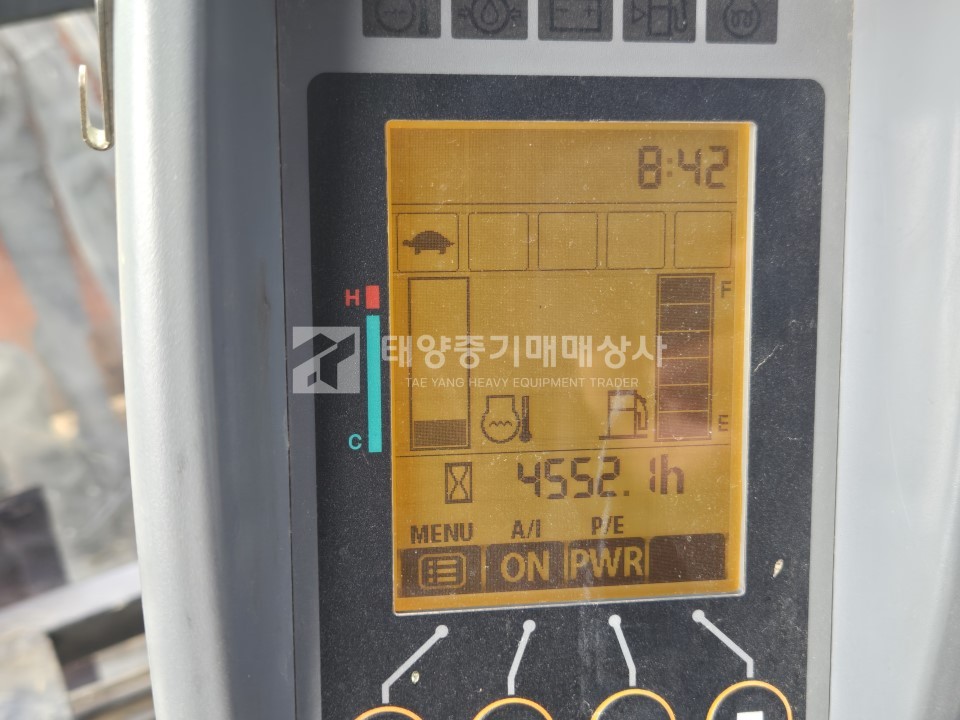 8:42
H
F
태양중기매매상사
TAE YANG HEAVY EQUIPMENT TRADER
C
E
4552.1h
MENU A/I P/E
ON PWR